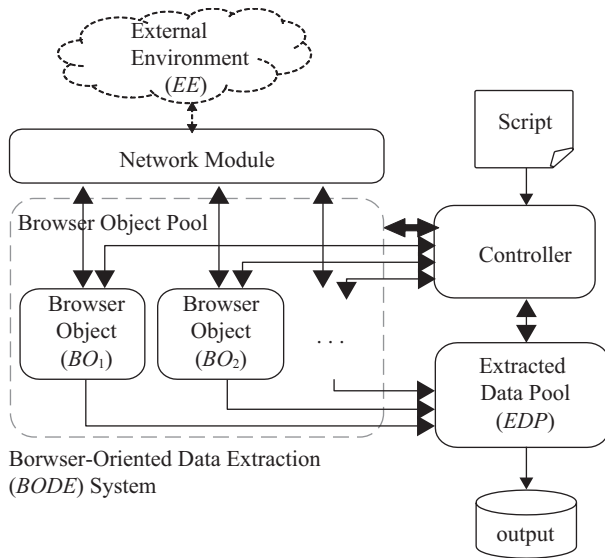 External
Environment
(EE)
Script
Network Module
Browser Object Pool
Controller
Browser
Object
(BO₁)
Browser
Object
(BO₂)
. . .
Extracted
Data Pool
(EDP)
Borwser-Oriented Data Extraction
(BODE) System
output